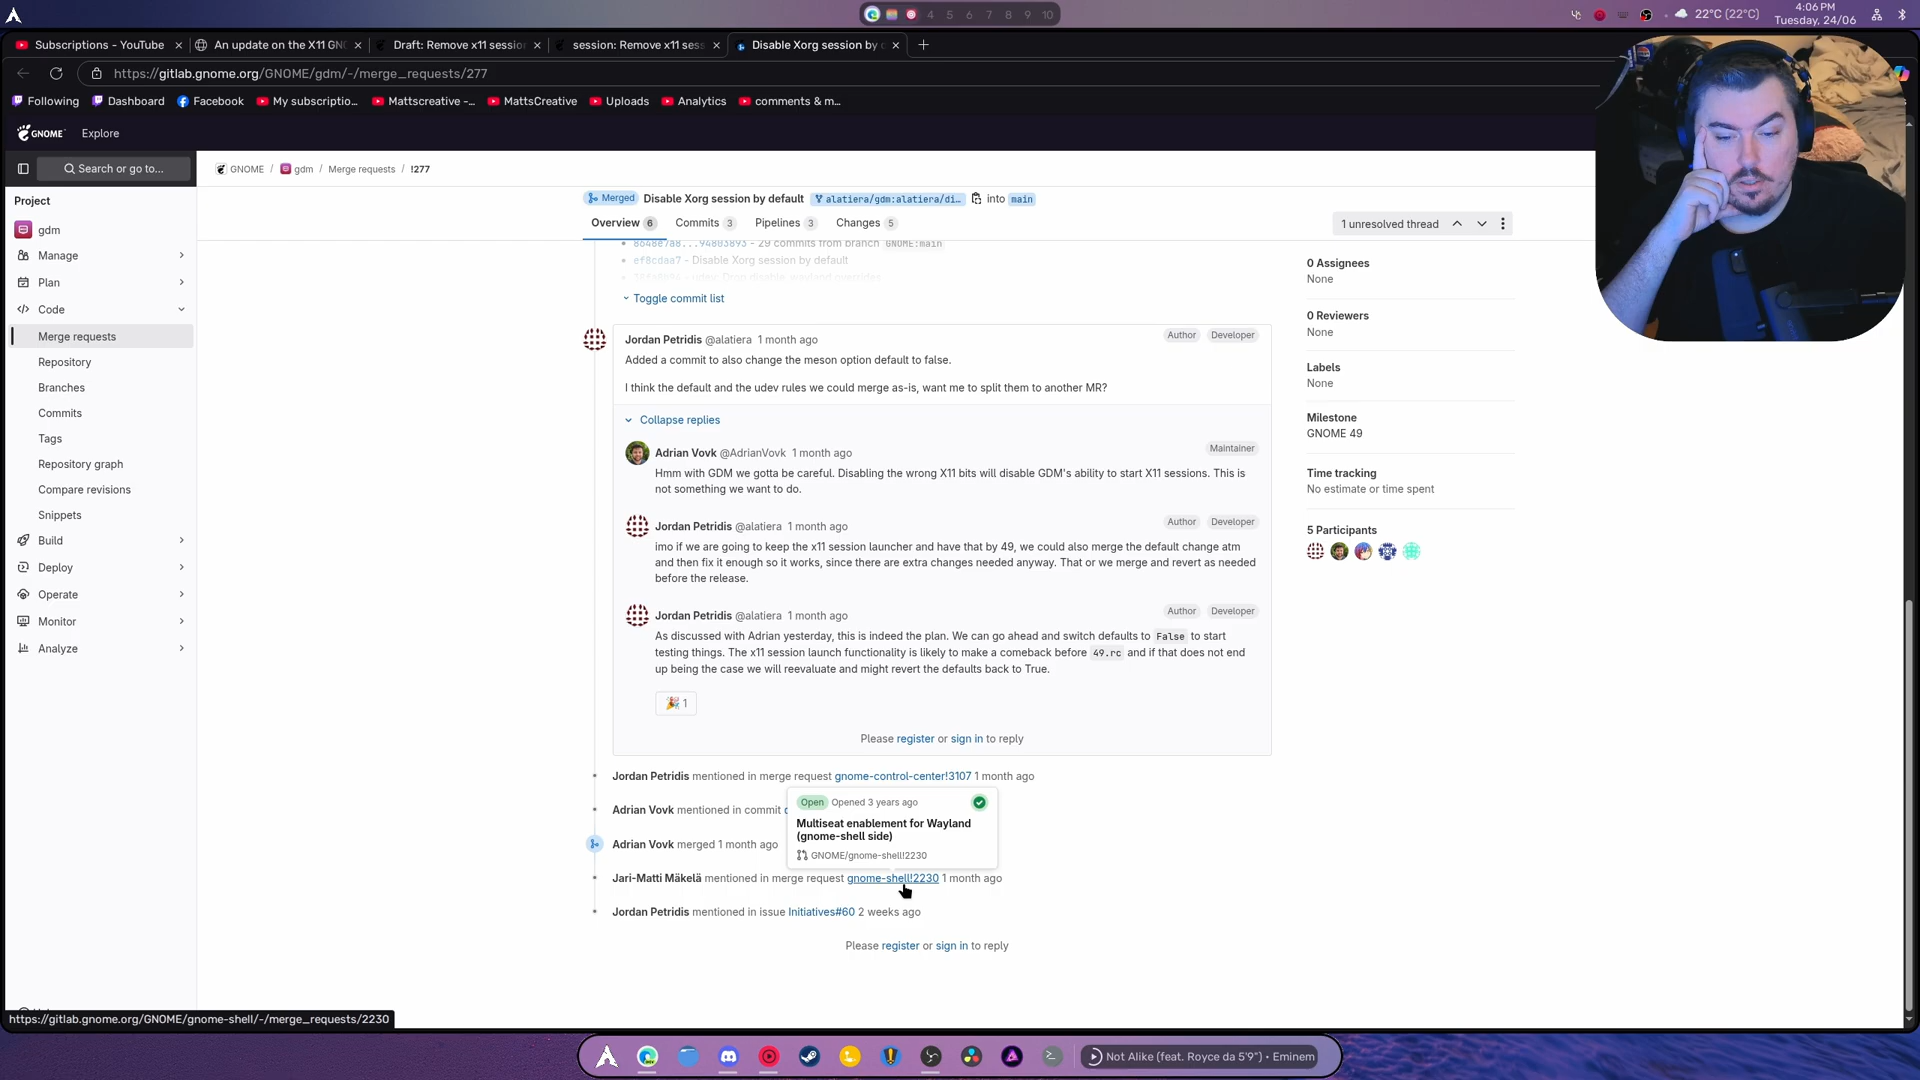 4 5 6 7 8 9 10
22°C (22°C)
4:06 PM
Tuesday, 24/06
Subscriptions - YouTube
An update on the X11 GN
Draft: Remove x11 sessio
session: Remove x11 sess
Disable Xorg session by d
https://gitlab.gnome.org/GNOME/gdm/-/merge_requests/277
Following
Dashboard
Facebook
My subscriptio...
Mattscreative -...
MattsCreative
Uploads
Analytics
comments & m...
GNOME
Explore
Search or go to...
GNOME / gdm / Merge requests / !277
Project
gdm
Manage
Plan
Code
Merge requests
Repository
Branches
Commits
Tags
Repository graph
Compare revisions
Snippets
Build
Deploy
Operate
Monitor
Analyze
Merged Disable Xorg session by default alatiera/gdm:alatiera/di... into main
Overview 6 Commits 3 Pipelines 3 Changes 5
1 unresolved thread
29 commits from branch GNOME:main
ef8cdaa7 - Disable Xorg session by default
udev: Drop disable wayland overrides
Toggle commit list
Jordan Petridis @alatiera 1 month ago
Author Developer
Added a commit to also change the meson option default to false.
I think the default and the udev rules we could merge as-is, want me to split them to another MR?
Collapse replies
Adrian Vovk @AdrianVovk 1 month ago
Maintainer
Hmm with GDM we gotta be careful. Disabling the wrong X11 bits will disable GDM's ability to start X11 sessions. This is
not something we want to do.
Jordan Petridis @alatiera 1 month ago
Author Developer
imo if we are going to keep the x11 session launcher and have that by 49, we could also merge the default change atm
and then fix it enough so it works, since there are extra changes needed anyway. That or we merge and revert as needed
before the release.
Jordan Petridis @alatiera 1 month ago
Author Developer
As discussed with Adrian yesterday, this is indeed the plan. We can go ahead and switch defaults to False to start
testing things. The x11 session launch functionality is likely to make a comeback before 49.rc and if that does not end
up being the case we will reevaluate and might revert the defaults back to True.
🎉 1
Please register or sign in to reply
Jordan Petridis mentioned in merge request gnome-control-center!3107 1 month ago
Adrian Vovk mentioned in commit
Open Opened 3 years ago
Multiseat enablement for Wayland
(gnome-shell side)
GNOME/gnome-shell!2230
Adrian Vovk merged 1 month ago
Jari-Matti Mäkelä mentioned in merge request gnome-shell!2230 1 month ago
Jordan Petridis mentioned in issue Initiatives#60 2 weeks ago
Please register or sign in to reply
0 Assignees
None
0 Reviewers
None
Labels
None
Milestone
GNOME 49
Time tracking
No estimate or time spent
5 Participants
https://gitlab.gnome.org/GNOME/gnome-shell/-/merge_requests/2230
Not Alike (feat. Royce da 5'9") • Eminem